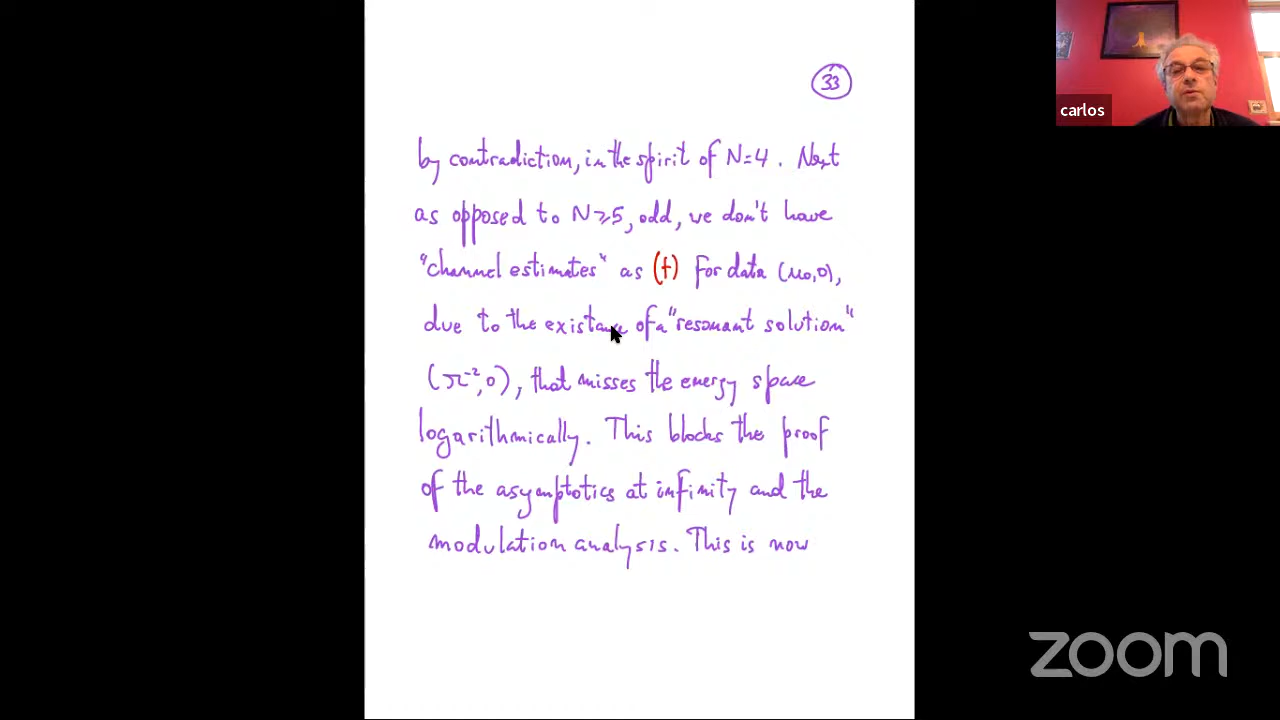 33
by contradiction, in the spirit of N=4. Next
as opposed to N≥5, odd, we don't have
"channel estimates" as (†) for data (u₀,0),
due to the existance of a "resonant solution"
(r⁻²,0), that misses the energy space
logarithmically. This blocks the proof
of the asymptotics at infinity and the
modulation analysis. This is now
carlos
zoom